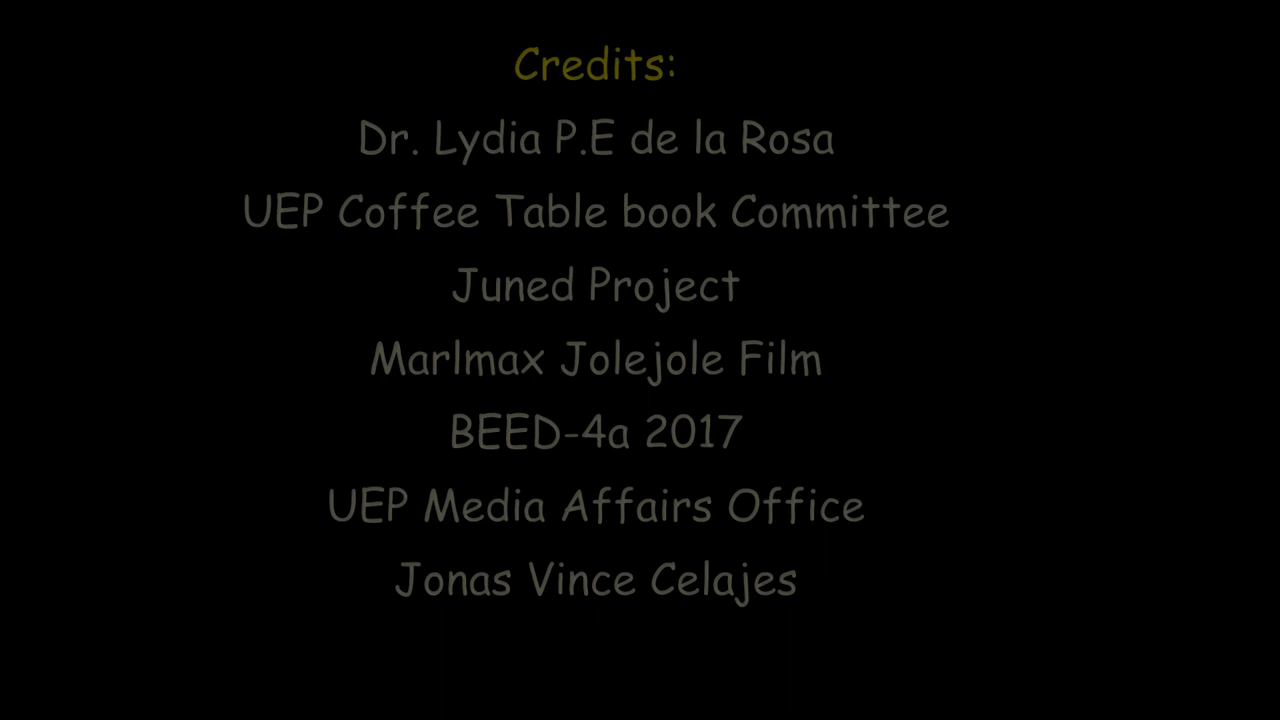 Credits:
Dr. Lydia P.E de la Rosa
UEP Coffee Table book Committee
Juned Project
Marlmax Jolejole Film
BEED-4a 2017
UEP Media Affairs Office
Jonas Vince Celajes